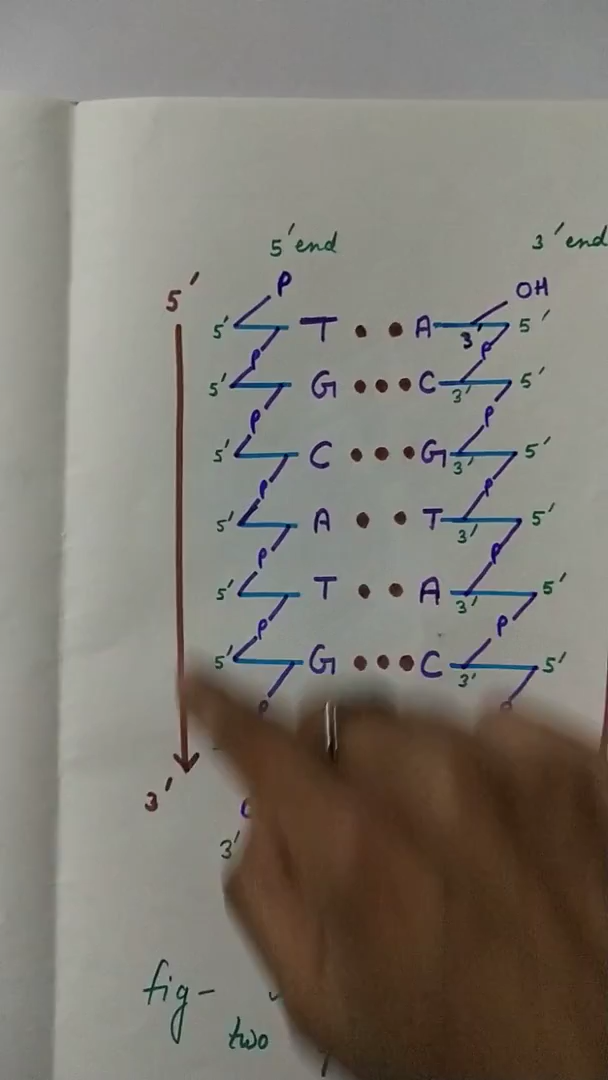 5'end 3'end
5' P OH
5' T A 3' 5'
P P
5' G C 3' 5'
P P
5' C G 3' 5'
P P
5' A T 3' 5'
P P
5' T A 3' 5'
P P
5' G C 3' 5'
P P
3'
3'
fig-
two